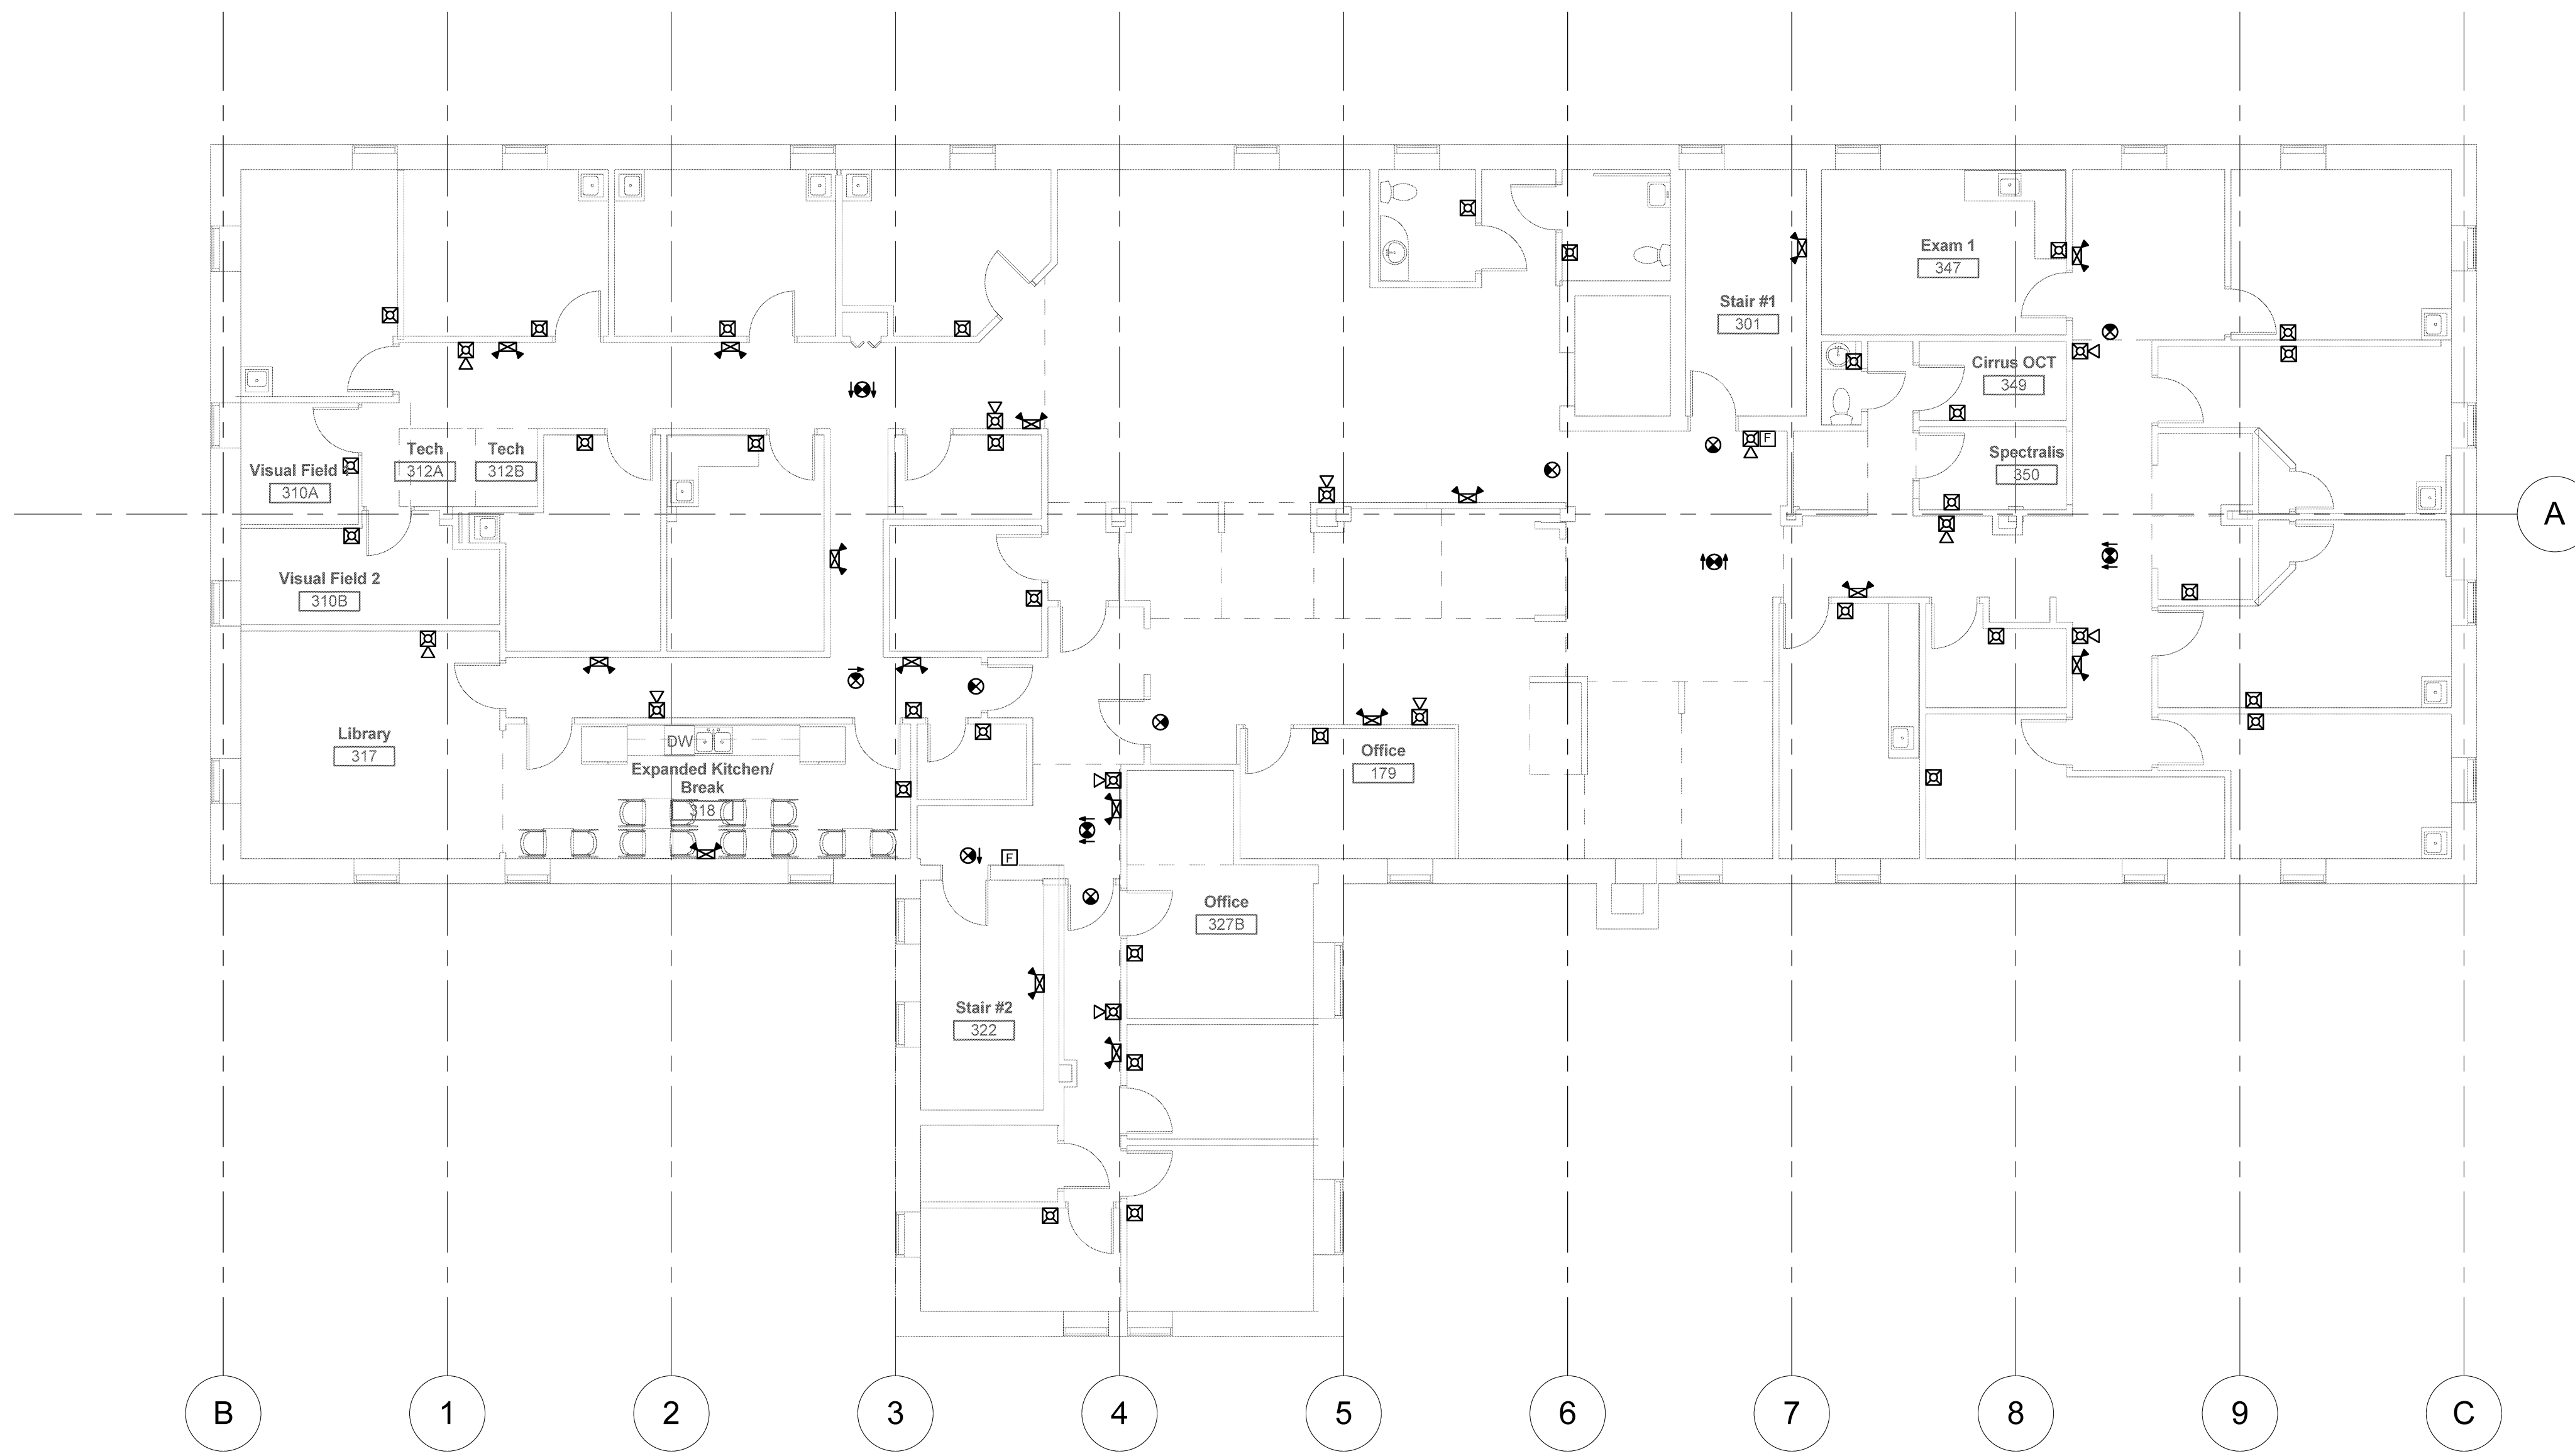 Exam 1
347
Stair #1
301
Cirrus OCT
349
Tech
312A
Tech
312B
Visual Field 1
310A
Spectralis
350
A
Visual Field 2
310B
F
Library
317
DW
Expanded Kitchen/
Break
318
Office
179
F
Office
327B
Stair #2
322
B
1
2
3
4
5
6
7
8
9
C